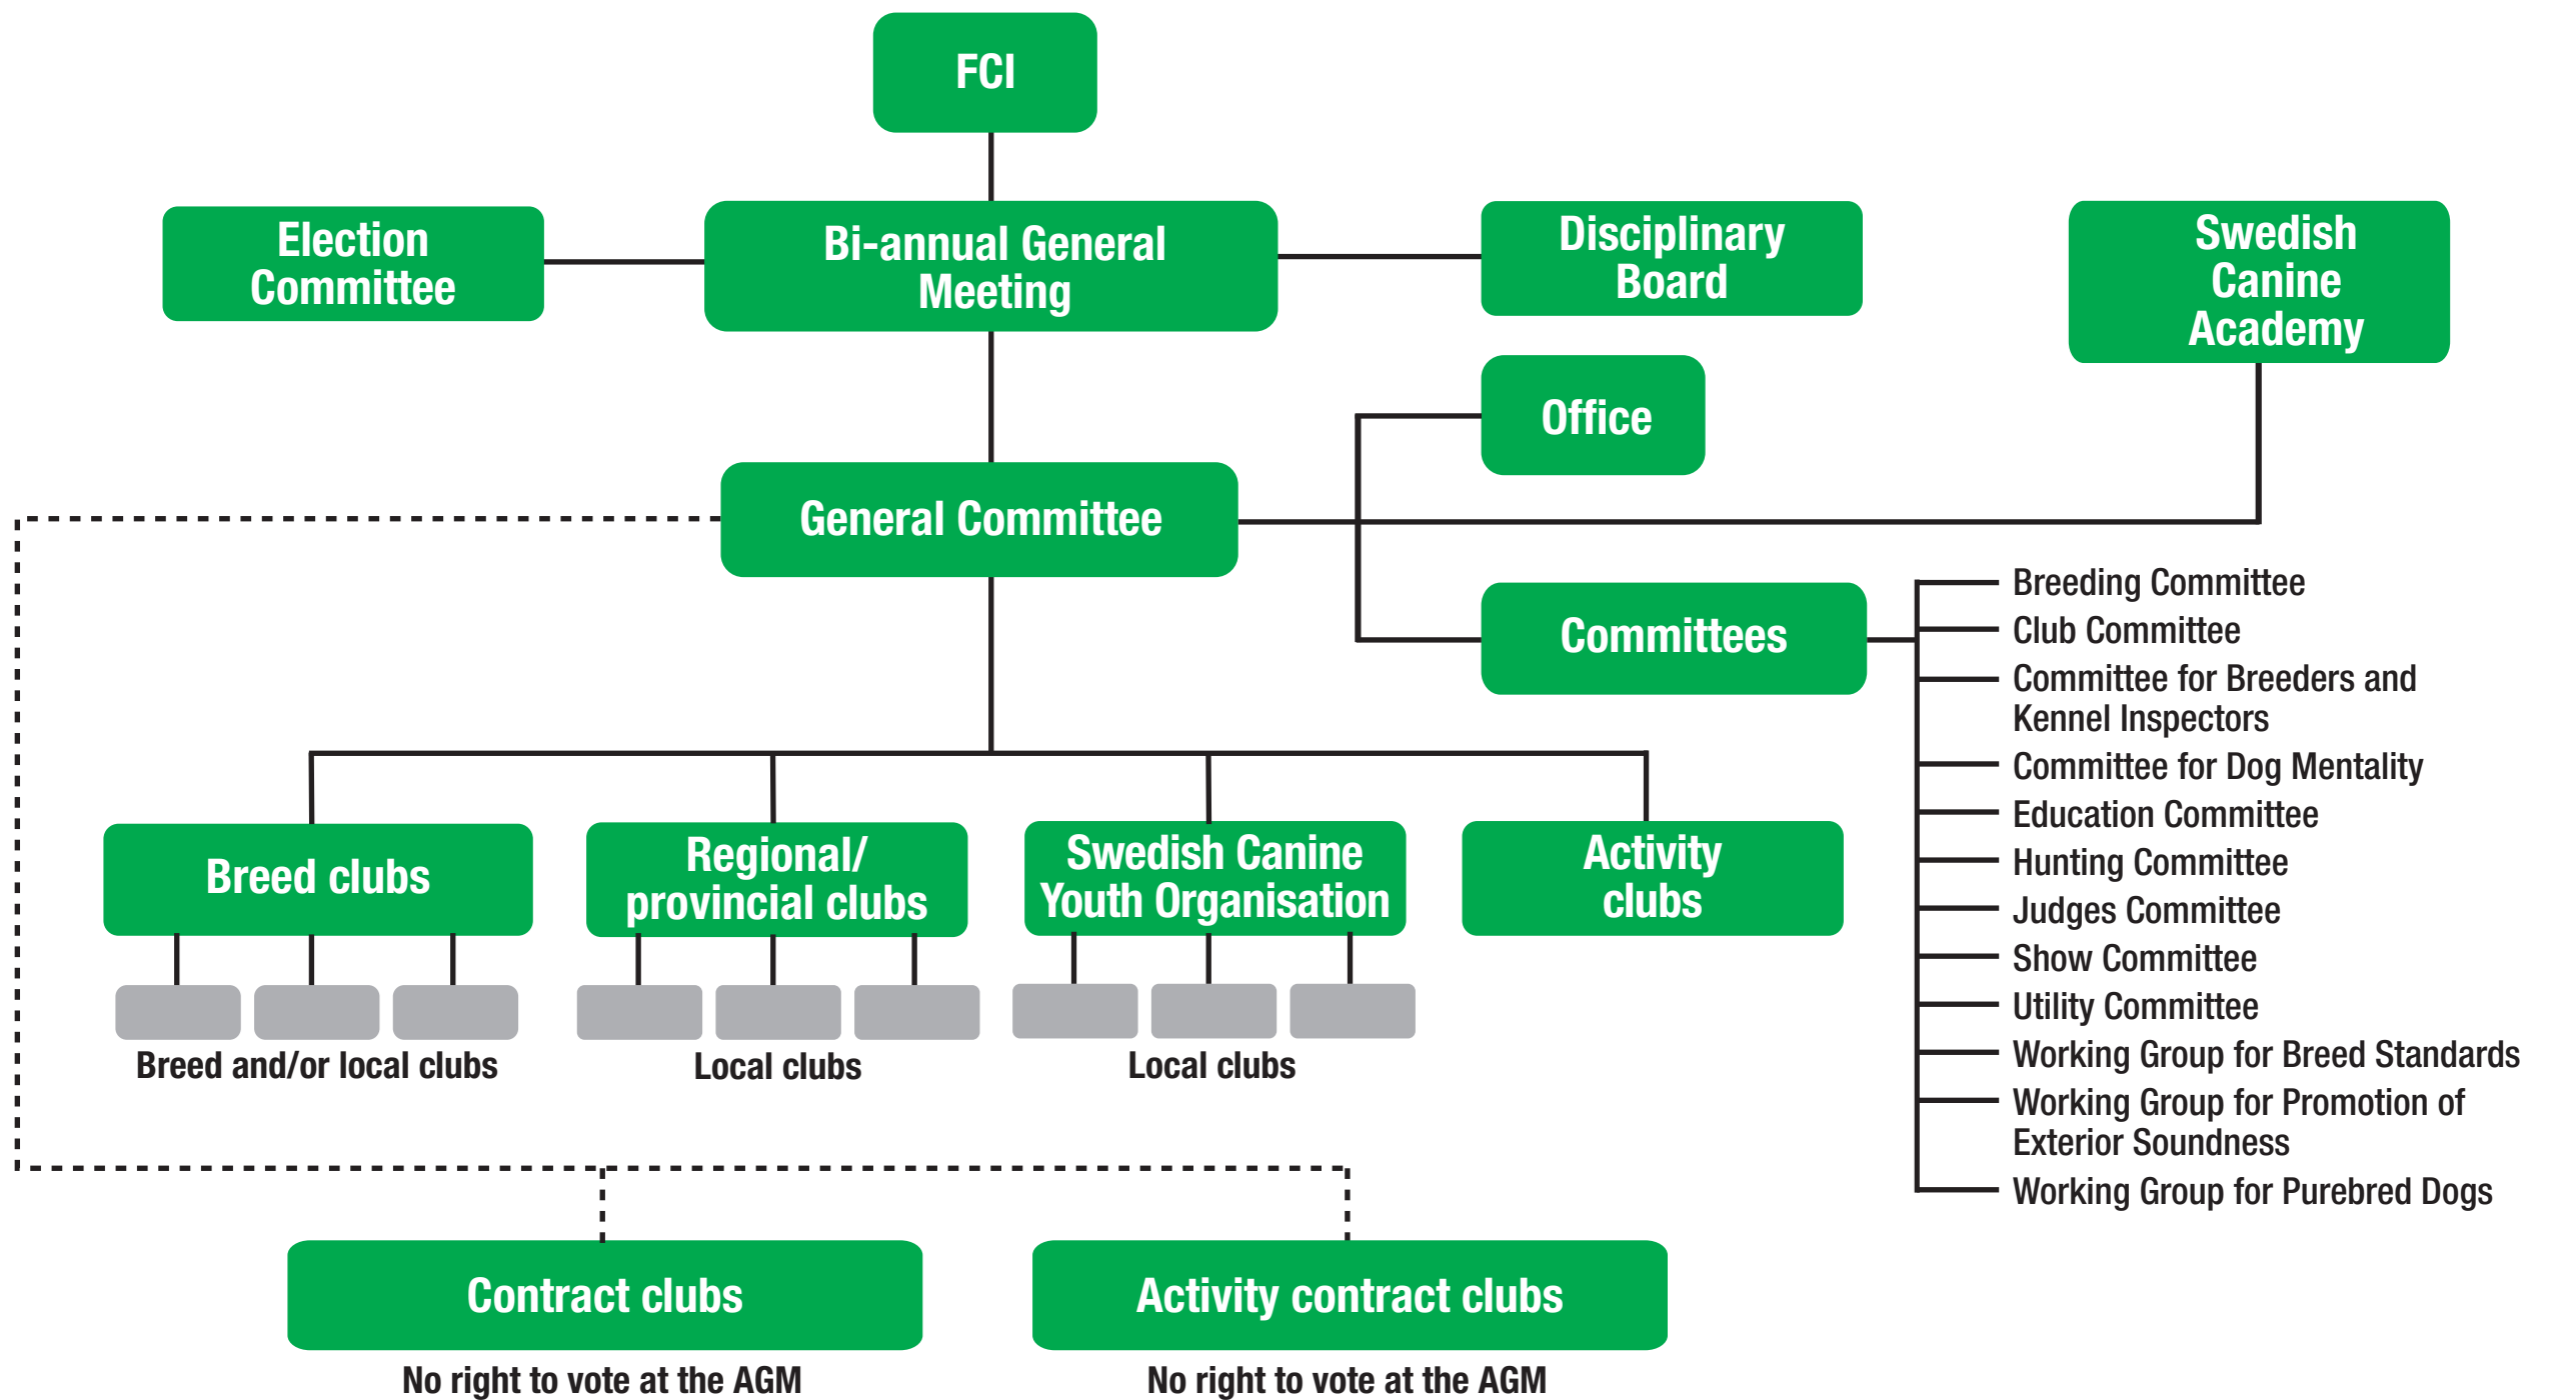 FCI
Election
Committee
Bi-annual General
Meeting
Disciplinary
Board
Swedish
Canine
Academy
Office
General Committee
Committees
Breeding Committee
Club Committee
Committee for Breeders and
Kennel Inspectors
Committee for Dog Mentality
Education Committee
Hunting Committee
Judges Committee
Show Committee
Utility Committee
Working Group for Breed Standards
Working Group for Promotion of
Exterior Soundness
Working Group for Purebred Dogs
Breed clubs
Regional/
provincial clubs
Swedish Canine
Youth Organisation
Activity
clubs
Breed and/or local clubs
Local clubs
Local clubs
Contract clubs
Activity contract clubs
No right to vote at the AGM
No right to vote at the AGM